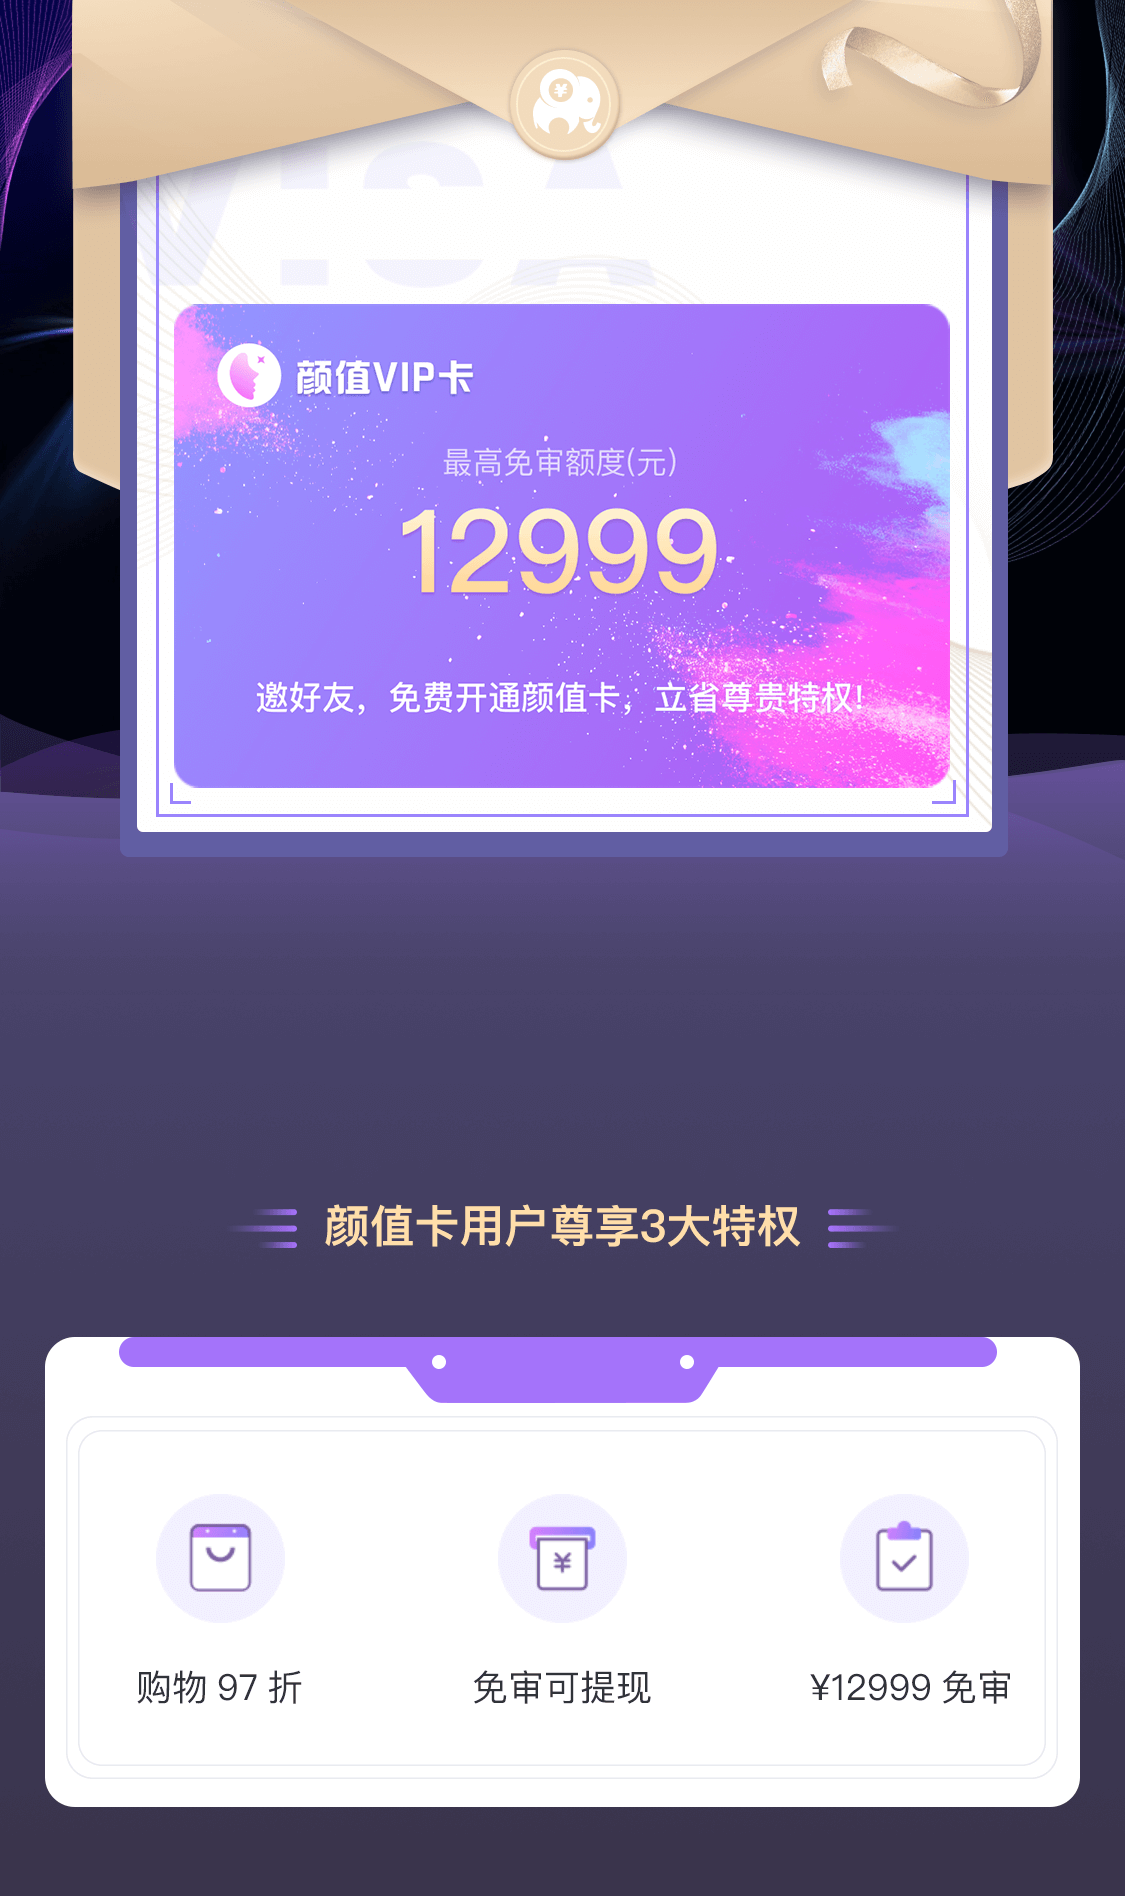 VISA
颜值VIP卡
最高免审额度(元)
12999
邀好友，免费开通颜值卡，立省尊贵特权!
颜值卡用户尊享3大特权
购物 97 折
免审可提现
¥12999 免审